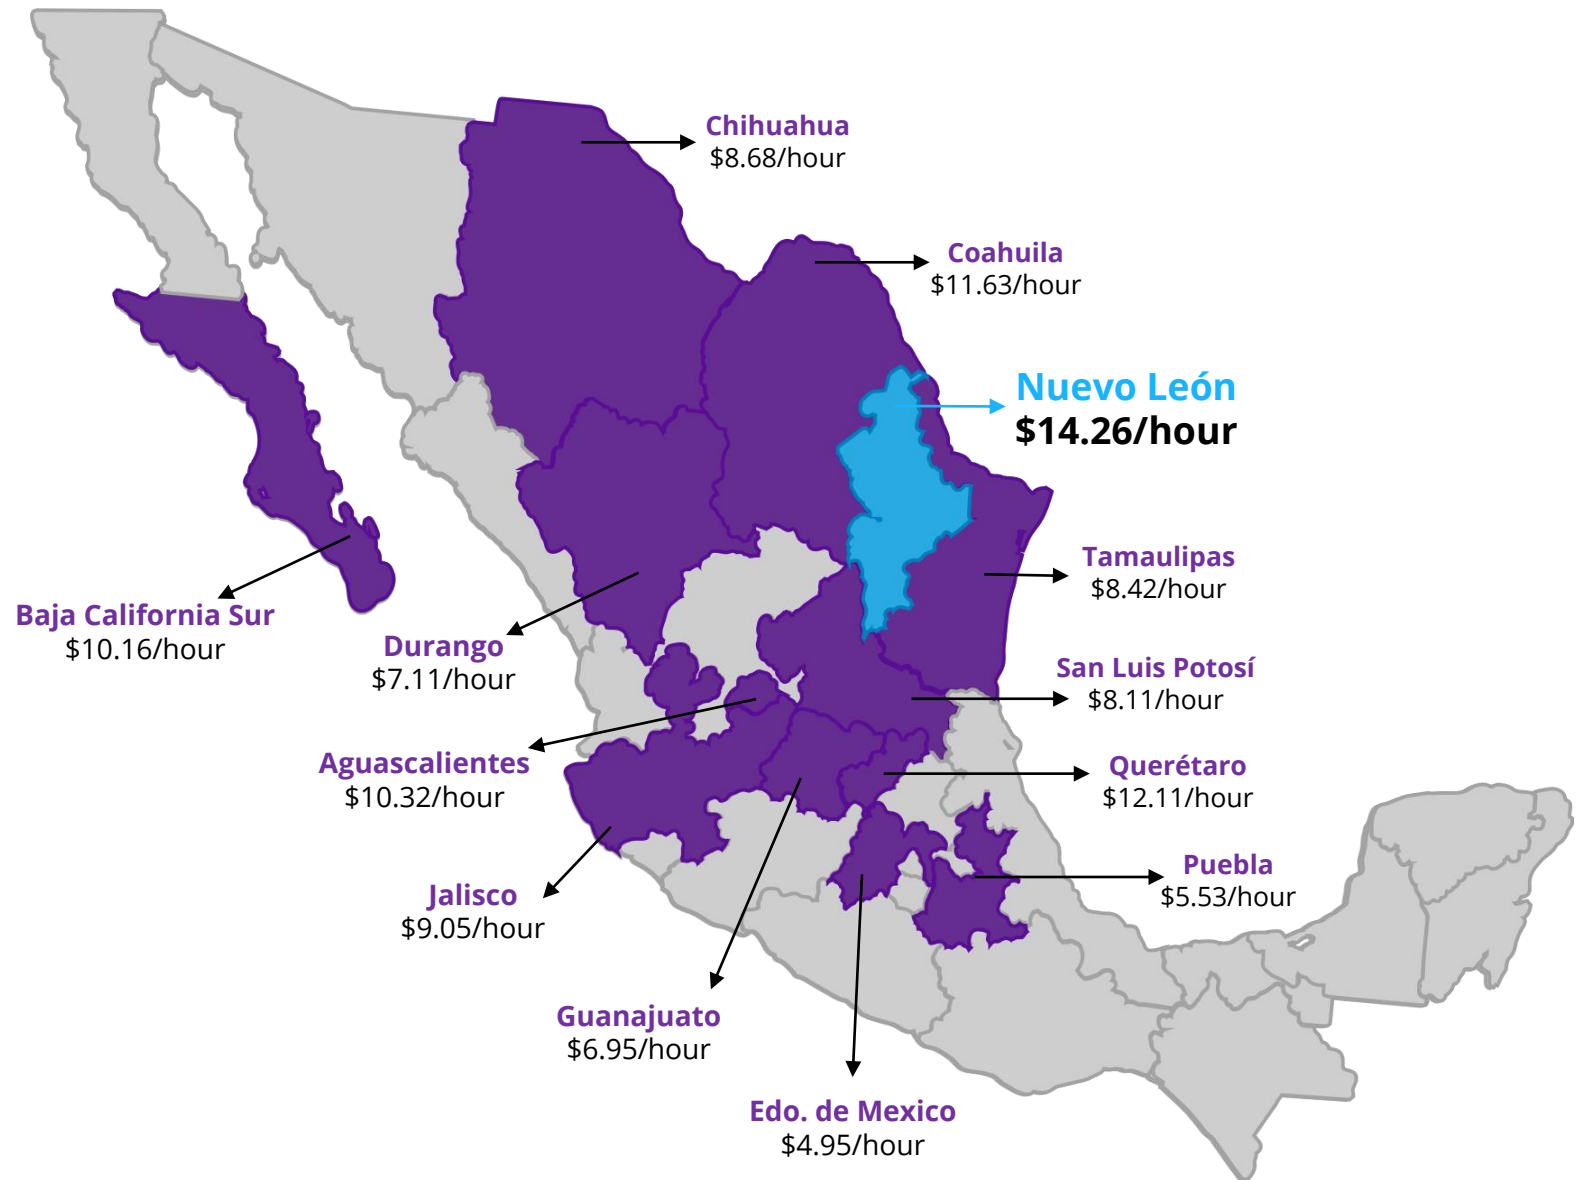 Chihuahua
$8.68/hour
Coahuila
$11.63/hour
Nuevo León
$14.26/hour
Tamaulipas
$8.42/hour
Baja California Sur
$10.16/hour
Durango
$7.11/hour
San Luis Potosí
$8.11/hour
Aguascalientes
$10.32/hour
Querétaro
$12.11/hour
Jalisco
$9.05/hour
Puebla
$5.53/hour
Guanajuato
$6.95/hour
Edo. de Mexico
$4.95/hour